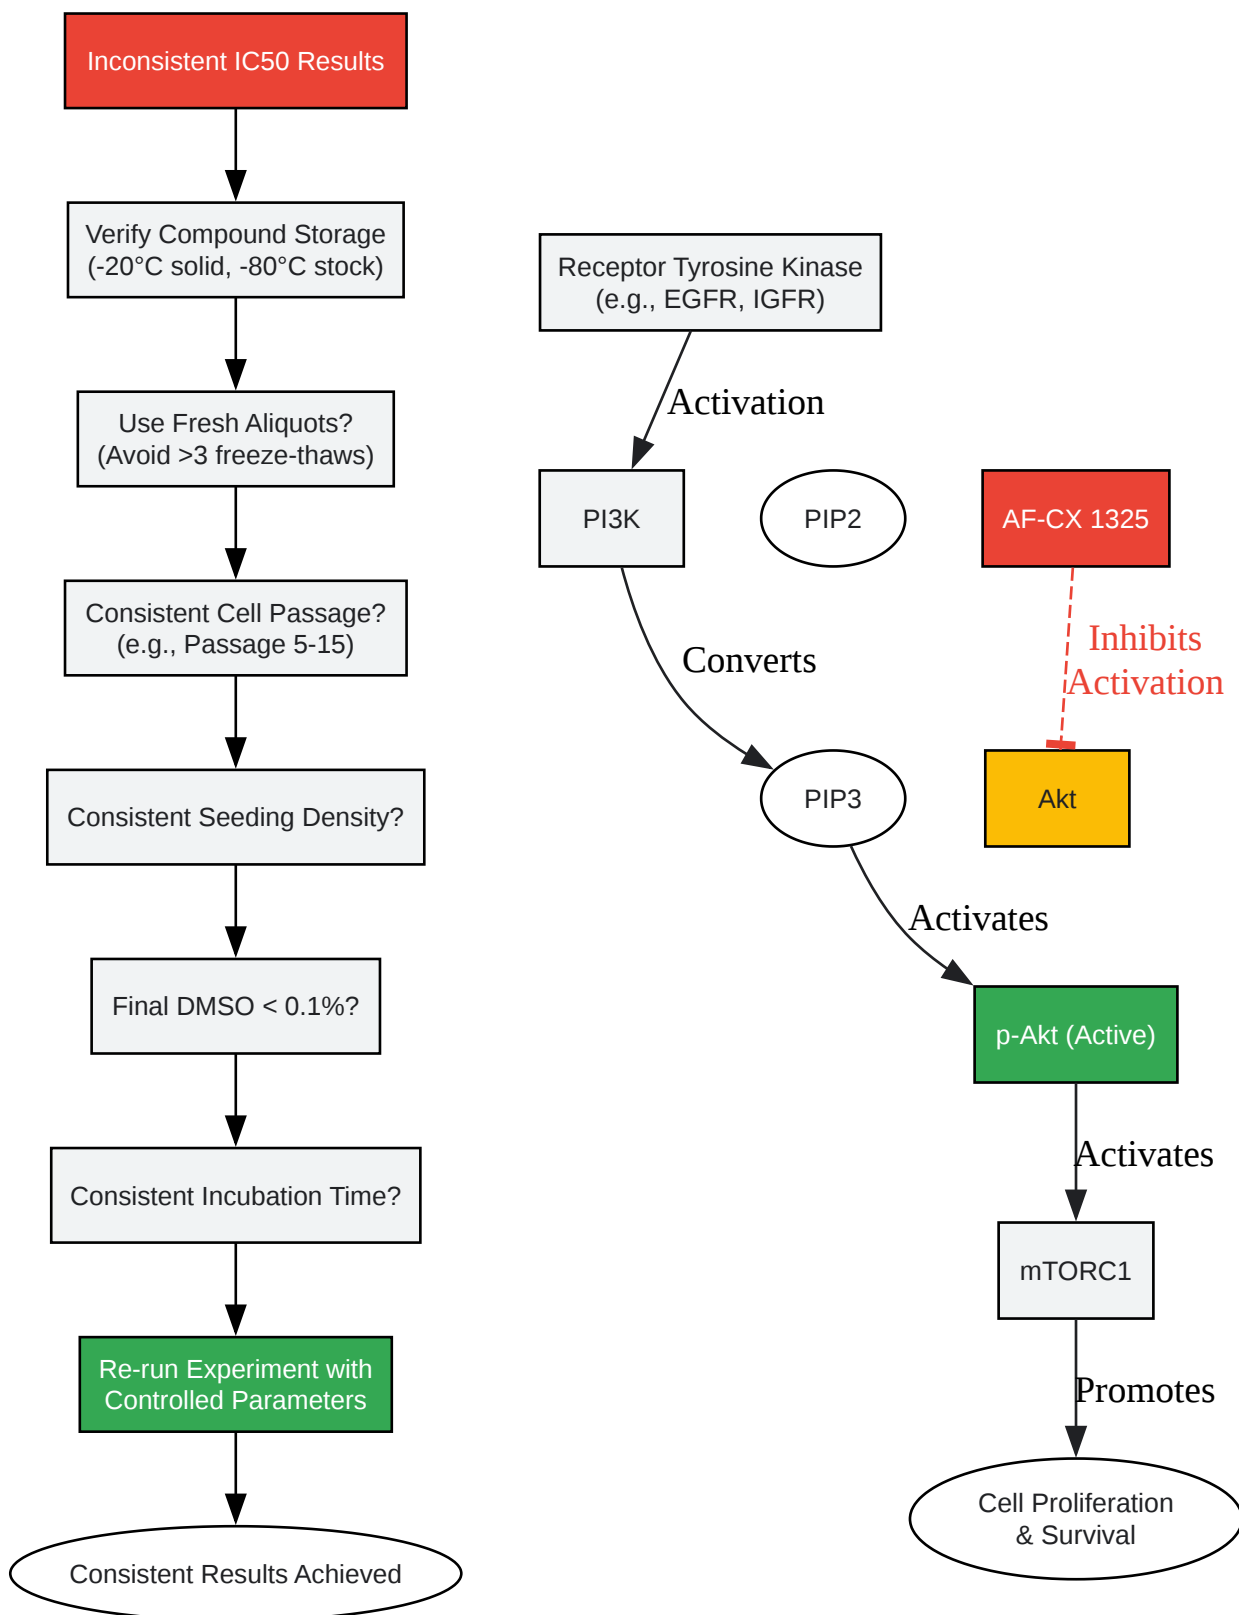 Inconsistent IC50 Results
Verify Compound Storage
(-20°C solid, -80°C stock)
Use Fresh Aliquots?
(Avoid >3 freeze-thaws)
Consistent Cell Passage?
(e.g., Passage 5-15)
Consistent Seeding Density?
Final DMSO < 0.1%?
Consistent Incubation Time?
Re-run Experiment with
Controlled Parameters
Consistent Results Achieved
Receptor Tyrosine Kinase
(e.g., EGFR, IGFR)
Activation
PI3K
PIP2
AF-CX 1325
Converts
Inhibits
Activation
PIP3
Akt
Activates
p-Akt (Active)
Activates
mTORC1
Promotes
Cell Proliferation
& Survival